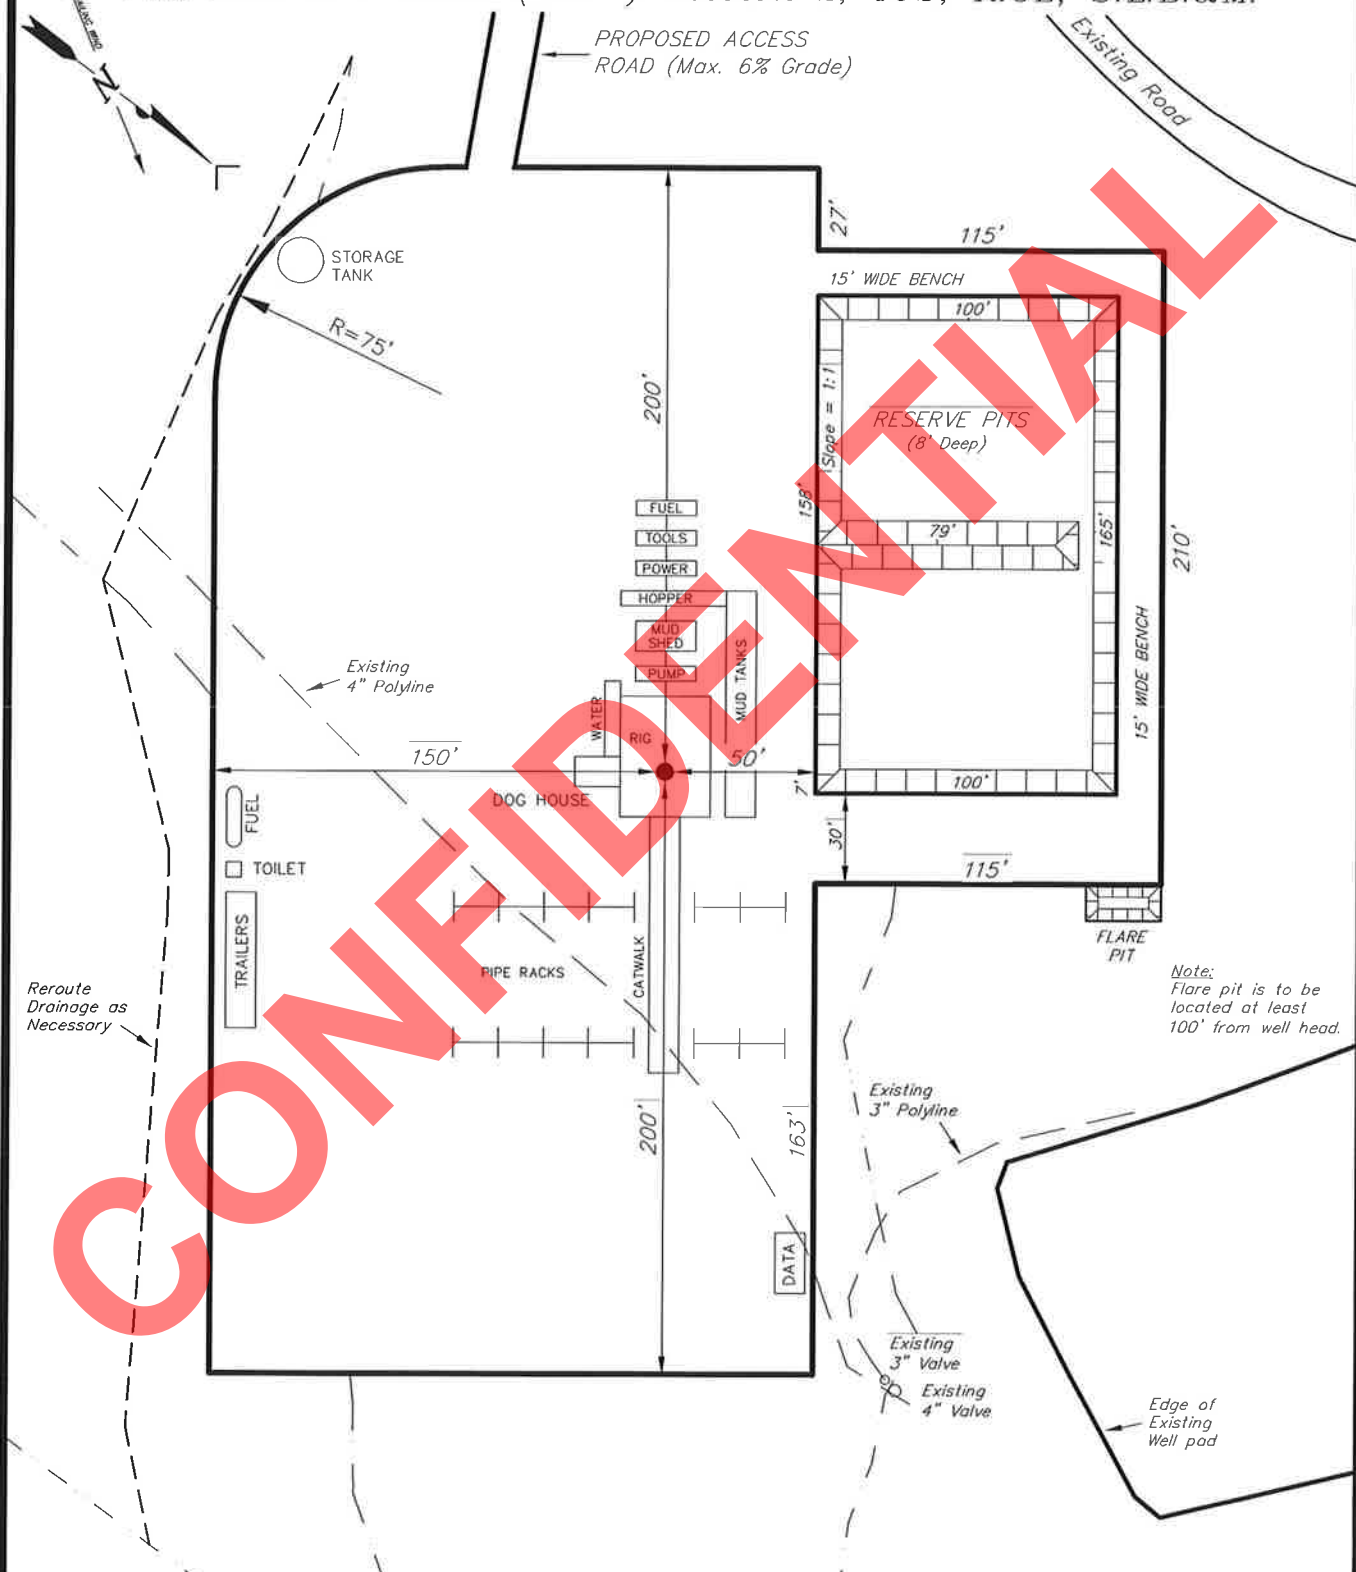 PROPOSED ACCESS
ROAD (Max. 6% Grade)
Existing Road
N
STORAGE
TANK
R=75'
27'
115'
15' WIDE BENCH
100'
Slope = 1:1
RESERVE PITS
(8' Deep)
200'
158'
79'
165'
210'
FUEL
TOOLS
POWER
HOPPER
MUD
SHED
PUMP
MUD TANKS
WATER
RIG
15' WIDE BENCH
Existing
4" Polyline
150'
50'
DOG HOUSE
7'
100'
30'
115'
FUEL
TOILET
TRAILERS
PIPE RACKS
CATWALK
FLARE
PIT
Note:
Flare pit is to be
located at least
100' from well head.
Reroute
Drainage as
Necessary
200'
163'
Existing
3" Polyline
DATA
Existing
3" Valve
Existing
4" Valve
Edge of
Existing
Well pad
CONFIDENTIAL